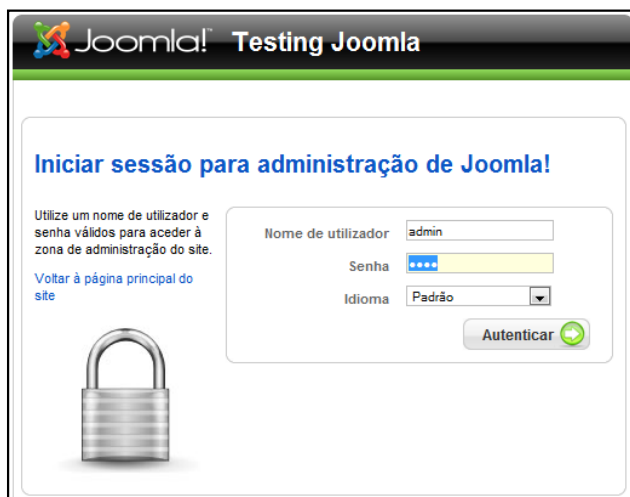 Joomla! Testing Joomla
Iniciar sessão para administração de Joomla!
Utilize um nome de utilizador e
senha válidos para aceder à
zona de administração do site.
Voltar à página principal do
site
Nome de utilizador admin
Senha ••••
Idioma Padrão
Autenticar